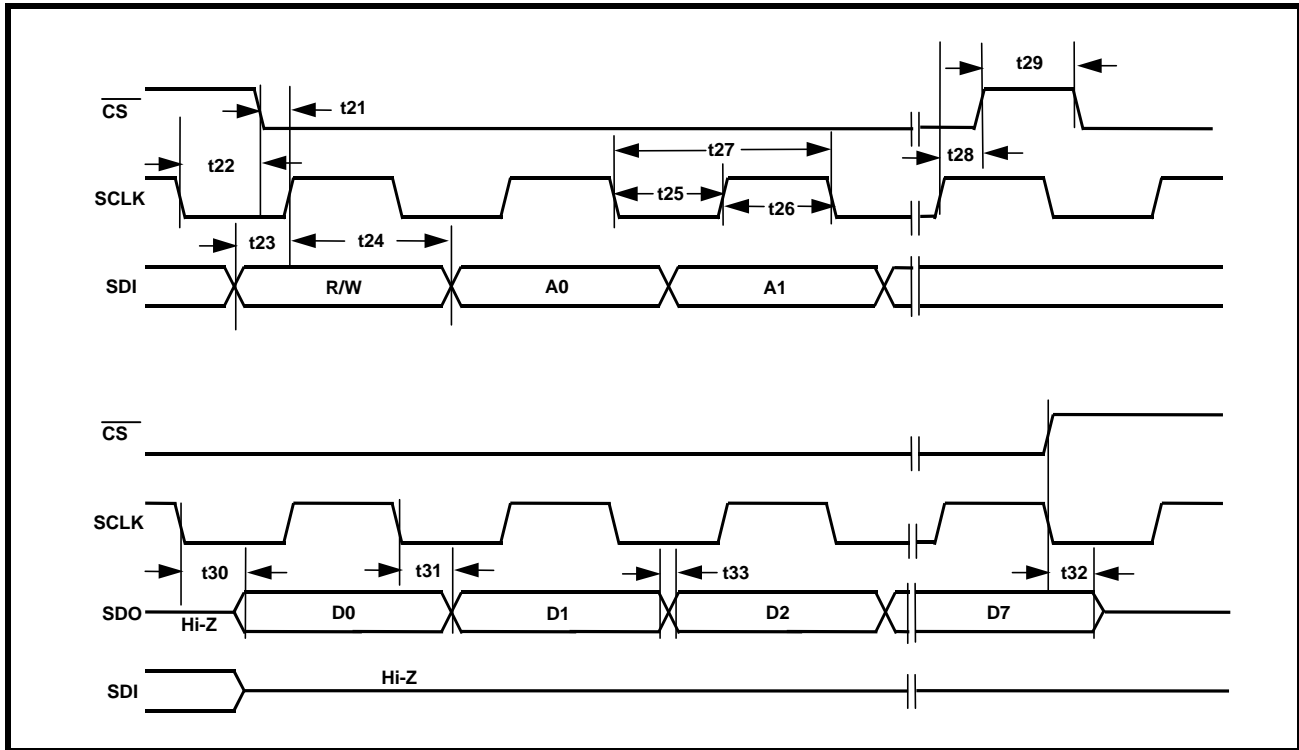 t29
CS
t21
t27
t28
t22
SCLK
t25
t26
t23
t24
SDI
R/W
A0
A1
CS
SCLK
t30
t31
t33
t32
SDO
Hi-Z
D0
D1
D2
D7
SDI
Hi-Z